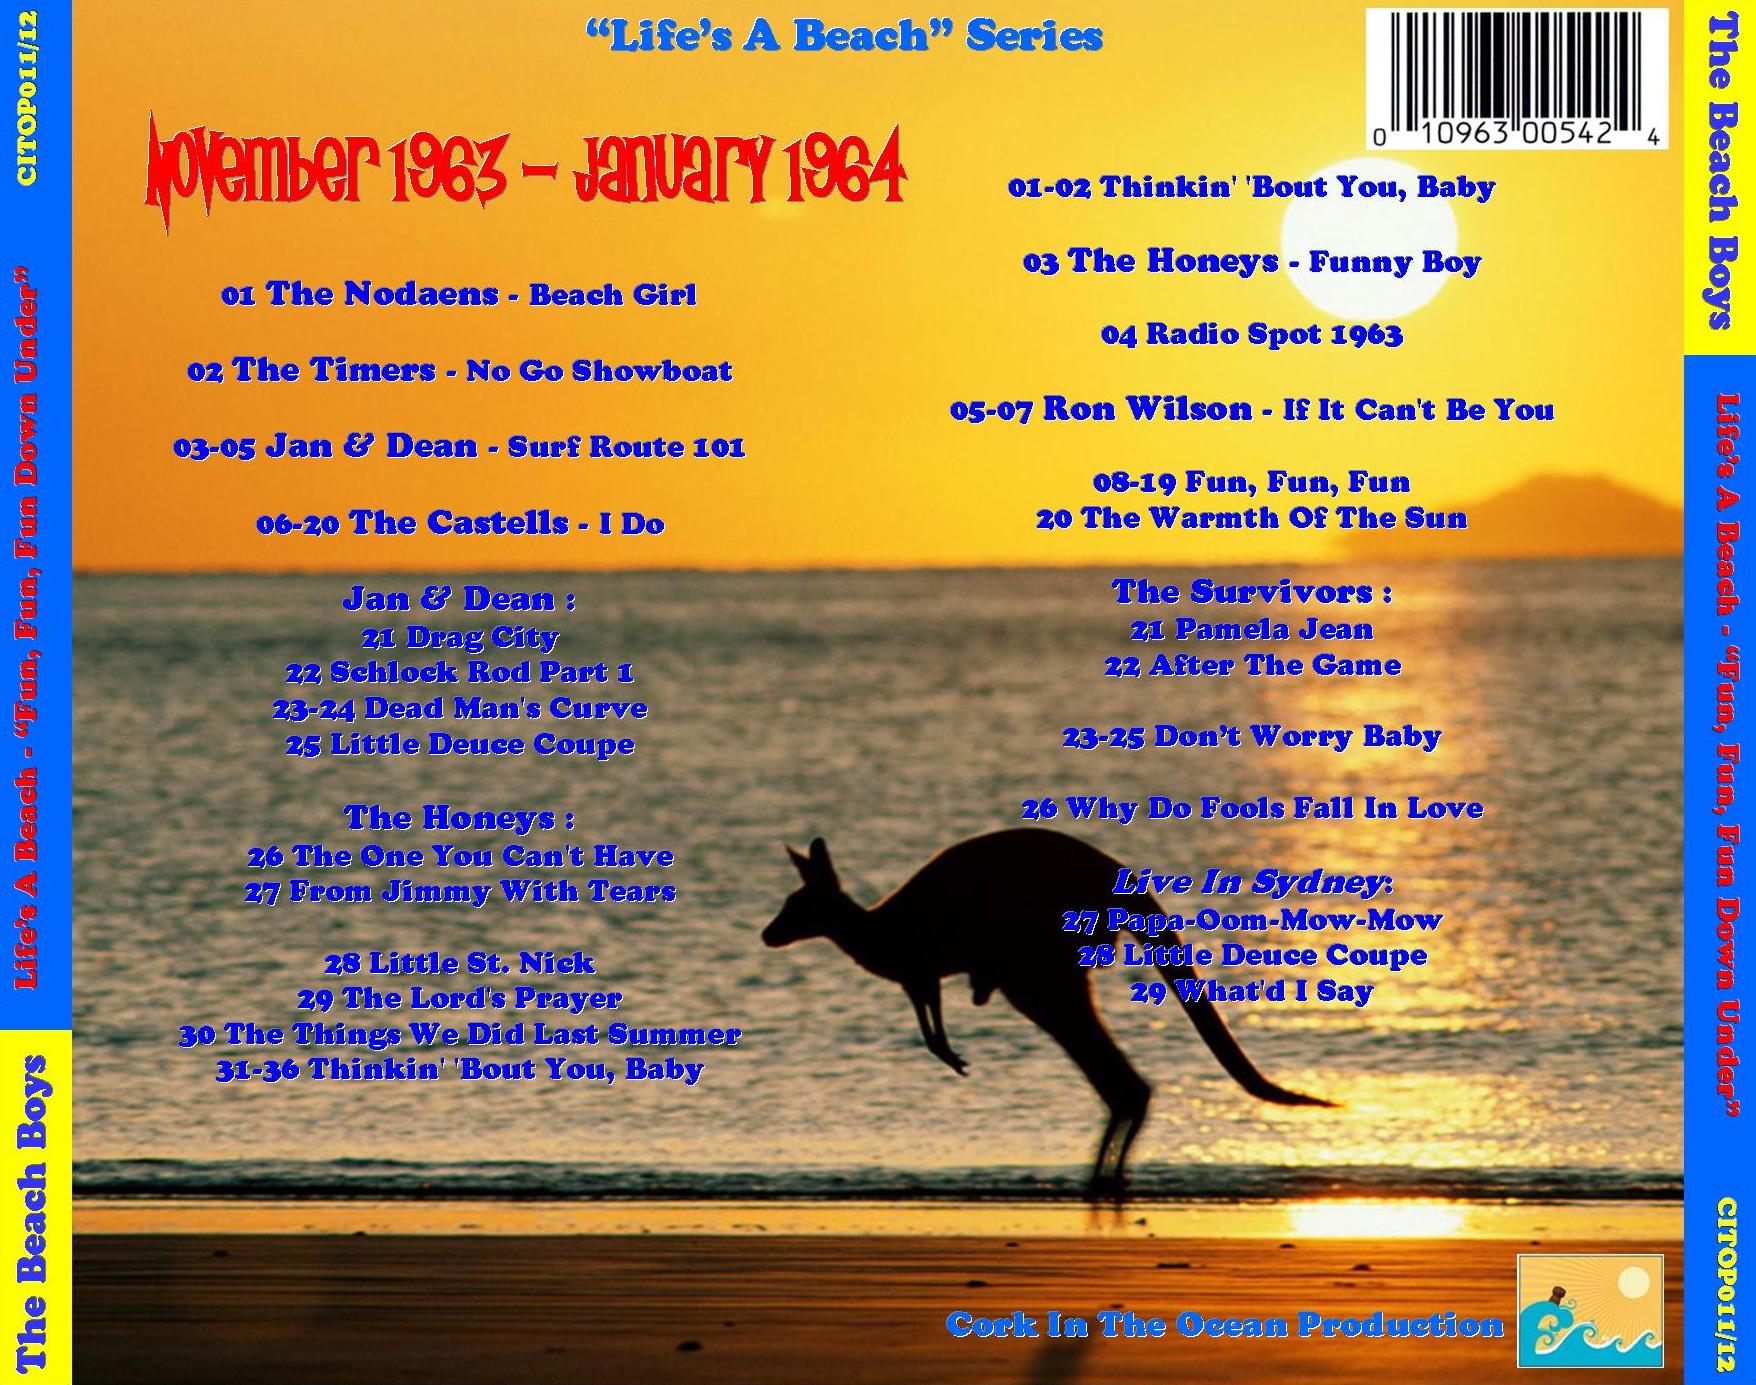 "Life's A Beach" Series
November 1963 - January 1964
01 The Nodaens - Beach Girl
02 The Timers - No Go Showboat
03-05 Jan & Dean - Surf Route 101
06-20 The Castells - I Do
Jan & Dean :
21 Drag City
22 Schlock Rod Part 1
23-24 Dead Man's Curve
25 Little Deuce Coupe
The Honeys :
26 The One You Can't Have
27 From Jimmy With Tears
28 Little St. Nick
29 The Lord's Prayer
30 The Things We Did Last Summer
31-36 Thinkin' 'Bout You, Baby
0 10963 00542 4
01-02 Thinkin' 'Bout You, Baby
03 The Honeys - Funny Boy
04 Radio Spot 1963
05-07 Ron Wilson - If It Can't Be You
08-19 Fun, Fun, Fun
20 The Warmth Of The Sun
The Survivors :
21 Pamela Jean
22 After The Game
23-25 Don't Worry Baby
26 Why Do Fools Fall In Love
Live In Sydney:
27 Papa-Oom-Mow-Mow
28 Little Deuce Coupe
29 What'd I Say
Cork In The Ocean Production
The Beach Boys
Life's A Beach - "Fun, Fun, Fun Down Under"
CITOP011/12
The Beach Boys
Life's A Beach - "Fun, Fun, Fun Down Under"
CITOP011/12